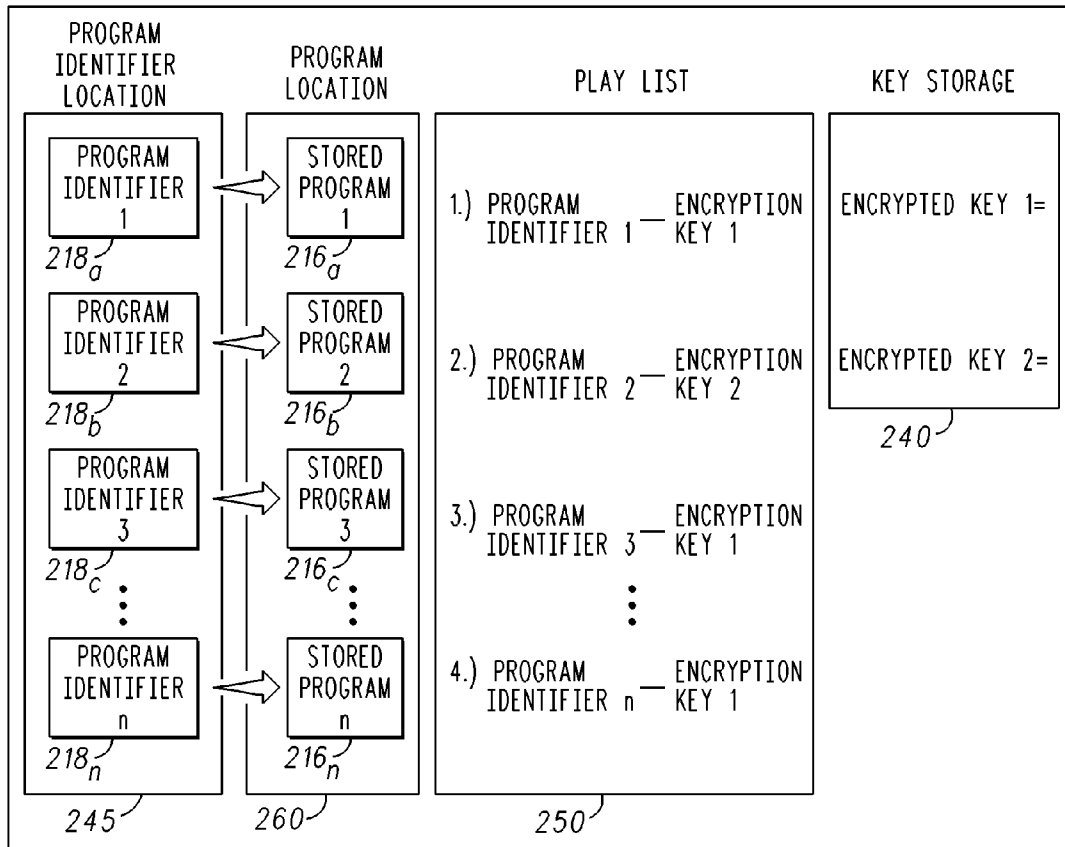 PROGRAM
IDENTIFIER
LOCATION
PROGRAM
IDENTIFIER
1
218a
PROGRAM
IDENTIFIER
2
218b
PROGRAM
IDENTIFIER
3
218c
PROGRAM
IDENTIFIER
n
218n
245
PROGRAM
LOCATION
STORED
PROGRAM
1
216a
STORED
PROGRAM
2
216b
STORED
PROGRAM
3
216c
STORED
PROGRAM
n
216n
260
PLAY LIST
1.) PROGRAM — ENCRYPTION
IDENTIFIER 1 KEY 1
2.) PROGRAM — ENCRYPTION
IDENTIFIER 2 KEY 2
3.) PROGRAM — ENCRYPTION
IDENTIFIER 3 KEY 1
4.) PROGRAM — ENCRYPTION
IDENTIFIER n KEY 1
250
KEY STORAGE
ENCRYPTED KEY 1=
ENCRYPTED KEY 2=
240